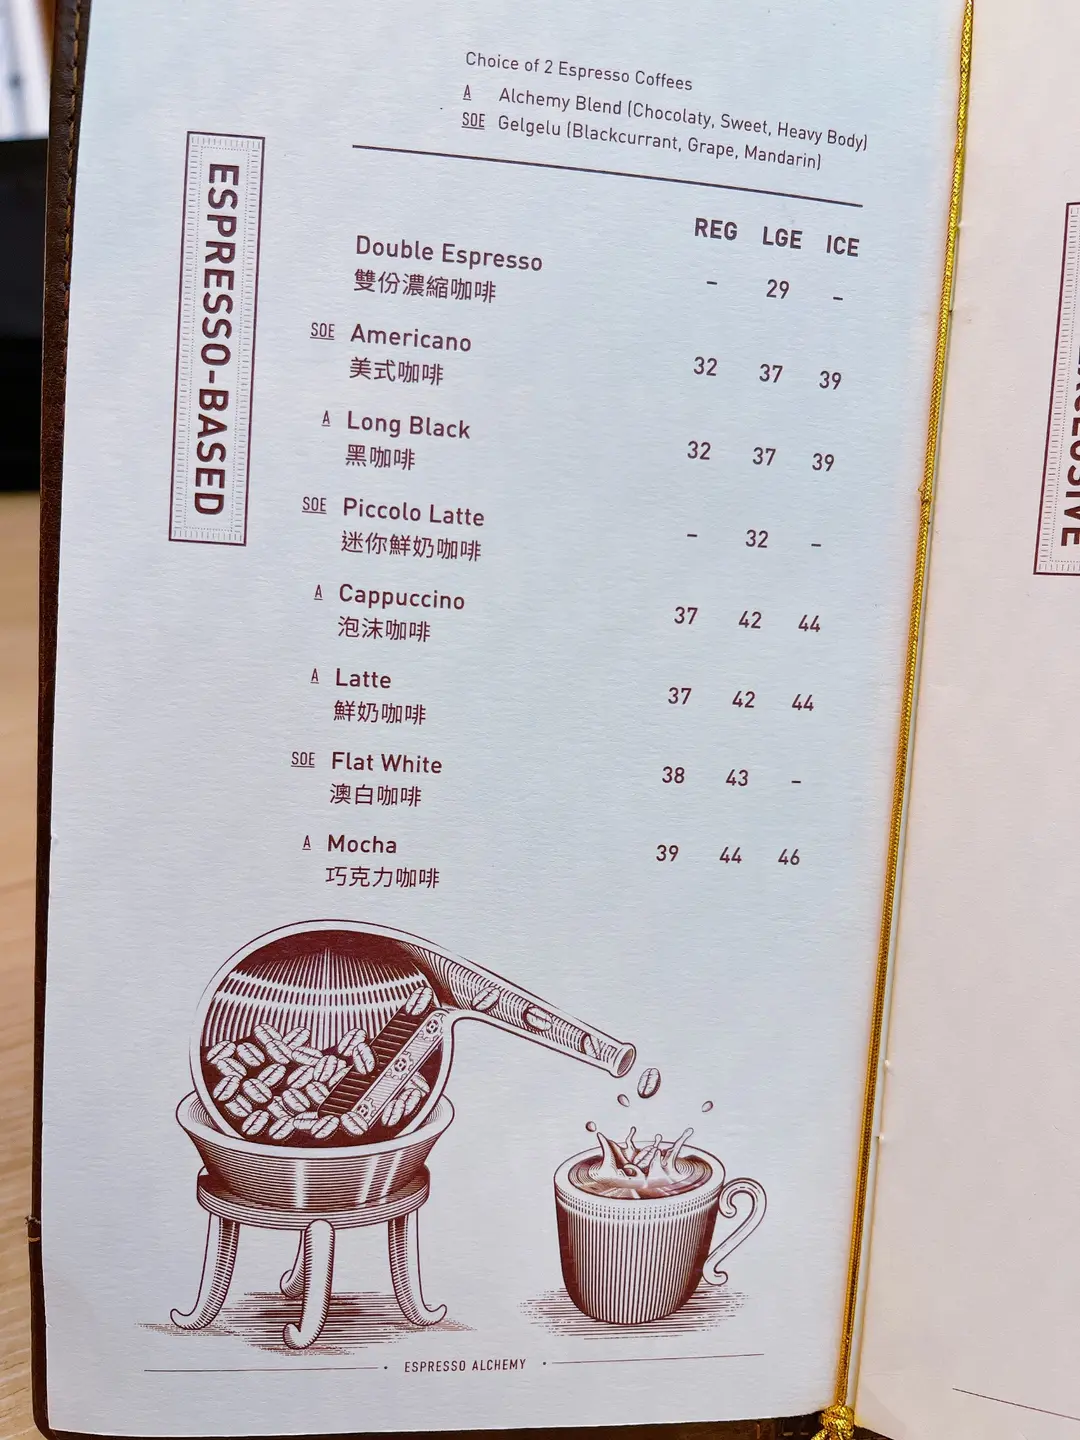 Choice of 2 Espresso Coffees
A Alchemy Blend (Chocolaty, Sweet, Heavy Body)
SOE Gelgelu (Blackcurrant, Grape, Mandarin)
ESPRESSO-BASED
REG LGE ICE
Double Espresso - 29 -
雙份濃縮咖啡
SOE Americano 32 37 39
美式咖啡
A Long Black 32 37 39
黑咖啡
SOE Piccolo Latte - 32 -
迷你鮮奶咖啡
A Cappuccino 37 42 44
泡沫咖啡
A Latte 37 42 44
鮮奶咖啡
SOE Flat White 38 43 -
澳白咖啡
A Mocha 39 44 46
巧克力咖啡
ESPRESSO ALCHEMY